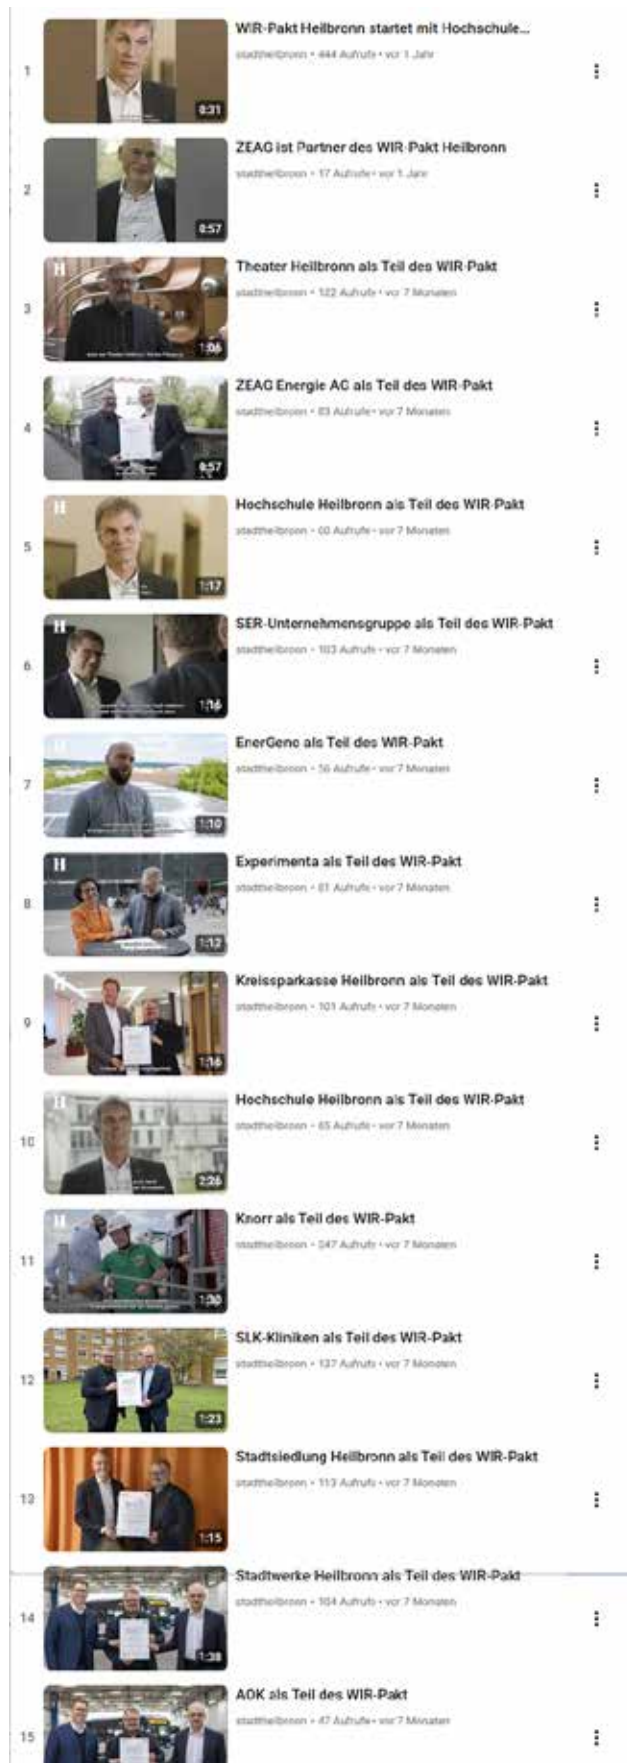 1
WIR-Pakt Heilbronn startet mit Hochschule...
stadtheilbronn • 444 Aufrufe • vor 1 Jahr
0:31
2
ZEAG ist Partner des WIR-Pakt Heilbronn
stadtheilbronn • 17 Aufrufe • vor 1 Jahr
0:57
H
3
Theater Heilbronn als Teil des WIR-Pakt
stadtheilbronn • 122 Aufrufe • vor 7 Monaten
1:06
4
ZEAG Energie AG als Teil des WIR-Pakt
stadtheilbronn • 83 Aufrufe • vor 7 Monaten
0:57
H
5
Hochschule Heilbronn als Teil des WIR-Pakt
stadtheilbronn • Aufrufe • vor 7 Monaten
1:17
H
6
SER-Unternehmensgruppe als Teil des WIR-Pakt
stadtheilbronn • 103 Aufrufe • vor 7 Monaten
1:16
7
EnerGeno als Teil des WIR-Pakt
stadtheilbronn • 56 Aufrufe • vor 7 Monaten
1:10
H
8
Experimenta als Teil des WIR-Pakt
stadtheilbronn • 81 Aufrufe • vor 7 Monaten
1:12
H
9
Kreissparkasse Heilbronn als Teil des WIR-Pakt
stadtheilbronn • 101 Aufrufe • vor 7 Monaten
1:16
H
10
Hochschule Heilbronn als Teil des WIR-Pakt
stadtheilbronn • 65 Aufrufe • vor 7 Monaten
2:26
H
11
Knorr als Teil des WIR-Pakt
stadtheilbronn • Aufrufe • vor 7 Monaten
1:30
12
SLK-Kliniken als Teil des WIR-Pakt
stadtheilbronn • 137 Aufrufe • vor 7 Monaten
1:23
13
Stadtsiedlung Heilbronn als Teil des WIR-Pakt
stadtheilbronn • 113 Aufrufe • vor 7 Monaten
1:15
14
Stadtwerke Heilbronn als Teil des WIR-Pakt
stadtheilbronn • 104 Aufrufe • vor 7 Monaten
1:38
15
AOK als Teil des WIR-Pakt
stadtheilbronn • 47 Aufrufe • vor 7 Monaten